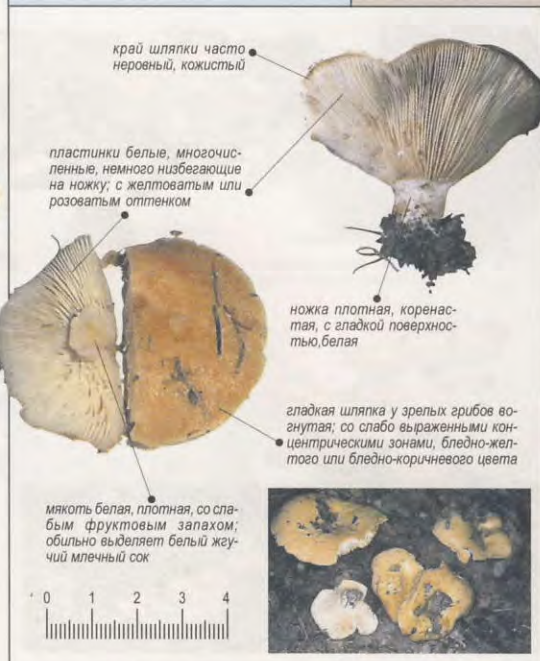 край шляпки часто
неровный, кожистый
пластинки белые, многочис-
ленные, немного низбегающие
на ножку; с желтоватым или
розоватым оттенком
ножка плотная, коренас-
тая, с гладкой поверхнос-
тью,белая
гладкая шляпка у зрелых грибов во-
гнутая; со слабо выраженными кон-
центрическими зонами, бледно-жел-
того или бледно-коричневого цвета
мякоть белая, плотная, со сла-
бым фруктовым запахом;
обильно выделяет белый жгу-
чий млечный сок
0 1 2 3 4